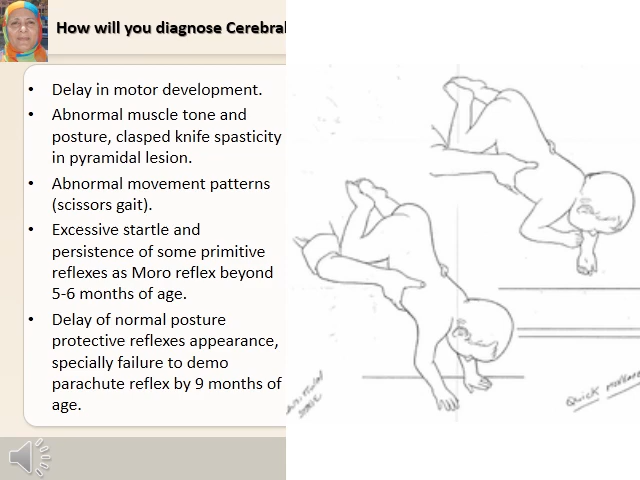 How will you diagnose Cerebral
• Delay in motor development.
• Abnormal muscle tone and
posture, clasped knife spasticity
in pyramidal lesion.
• Abnormal movement patterns
(scissors gait).
• Excessive startle and
persistence of some primitive
reflexes as Moro reflex beyond
5-6 months of age.
• Delay of normal posture
protective reflexes appearance,
specially failure to demo
parachute reflex by 9 months of
age.
Quick